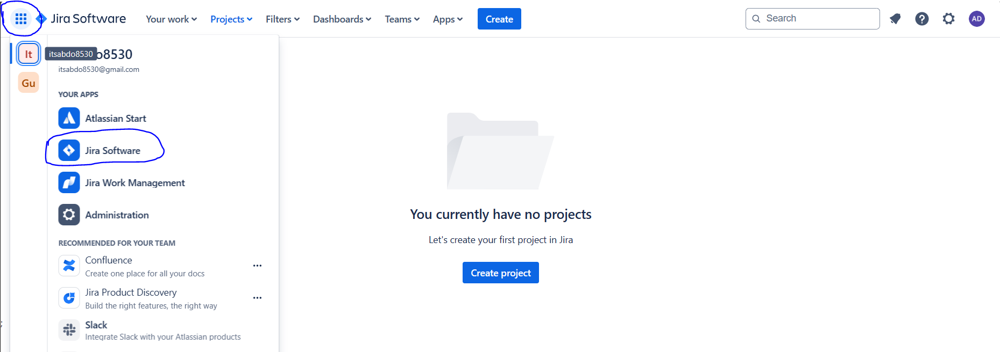 Jira Software Your work Projects Filters Dashboards Teams Apps Create Search AD
It itsabdo8530 o8530
itsabdo8530@gmail.com
Gu
YOUR APPS
Atlassian Start
Jira Software
Jira Work Management
Administration
RECOMMENDED FOR YOUR TEAM
Confluence
Create one place for all your docs
Jira Product Discovery
Build the right features, the right way
Slack
Integrate Slack with your Atlassian products
;
You currently have no projects
Let's create your first project in Jira
Create project